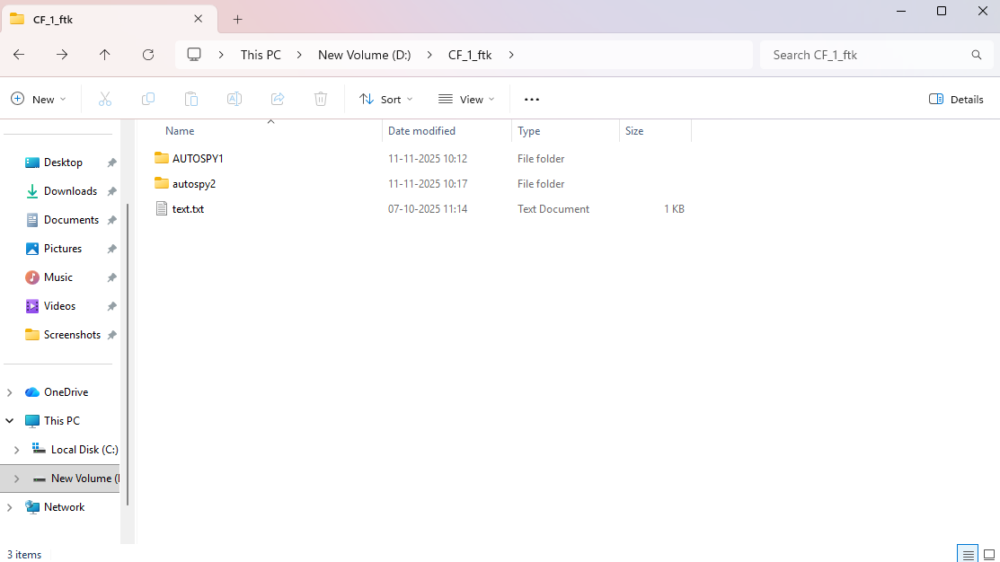 CF_1_ftk
This PC New Volume (D:) CF_1_ftk Search CF_1_ftk
New Sort View Details
Name Date modified Type Size
AUTOSPY1 11-11-2025 10:12 File folder
autospy2 11-11-2025 10:17 File folder
text.txt 07-10-2025 11:14 Text Document 1 KB
Desktop
Downloads
Documents
Pictures
Music
Videos
Screenshots
OneDrive
This PC
Local Disk (C:)
New Volume (
Network
3 items